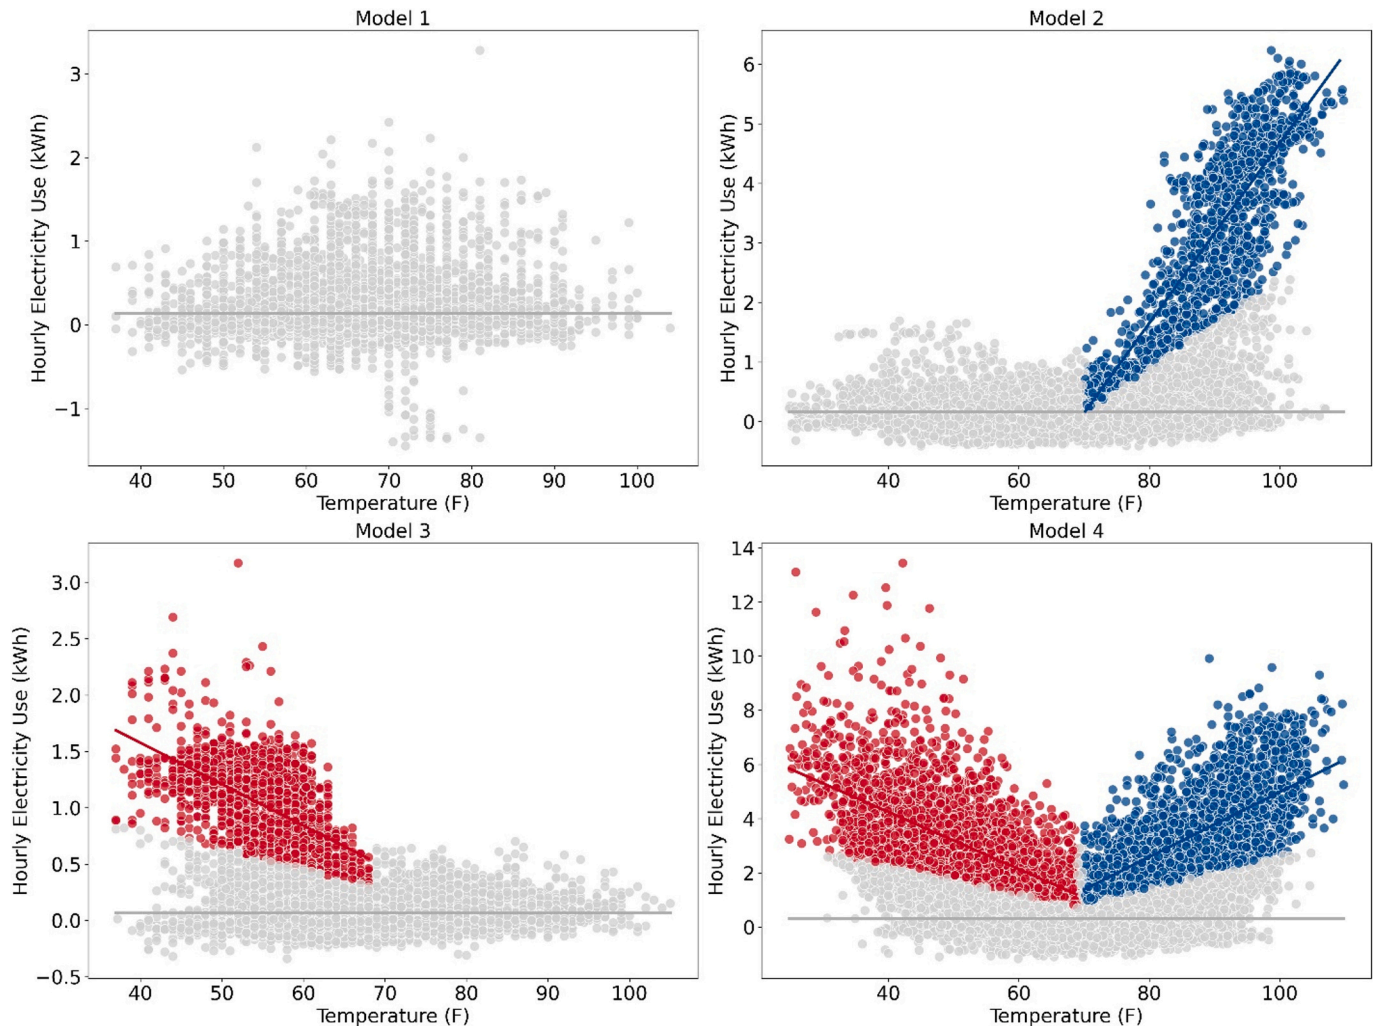 Model 1
Hourly Electricity Use (kWh)
3
2
1
0
−1
40 50 60 70 80 90 100
Temperature (F)
Model 2
Hourly Electricity Use (kWh)
6
5
4
3
2
1
0
40 60 80 100
Temperature (F)
Model 3
Hourly Electricity Use (kWh)
3.0
2.5
2.0
1.5
1.0
0.5
0.0
−0.5
40 50 60 70 80 90 100
Temperature (F)
Model 4
Hourly Electricity Use (kWh)
14
12
10
8
6
4
2
0
40 60 80 100
Temperature (F)